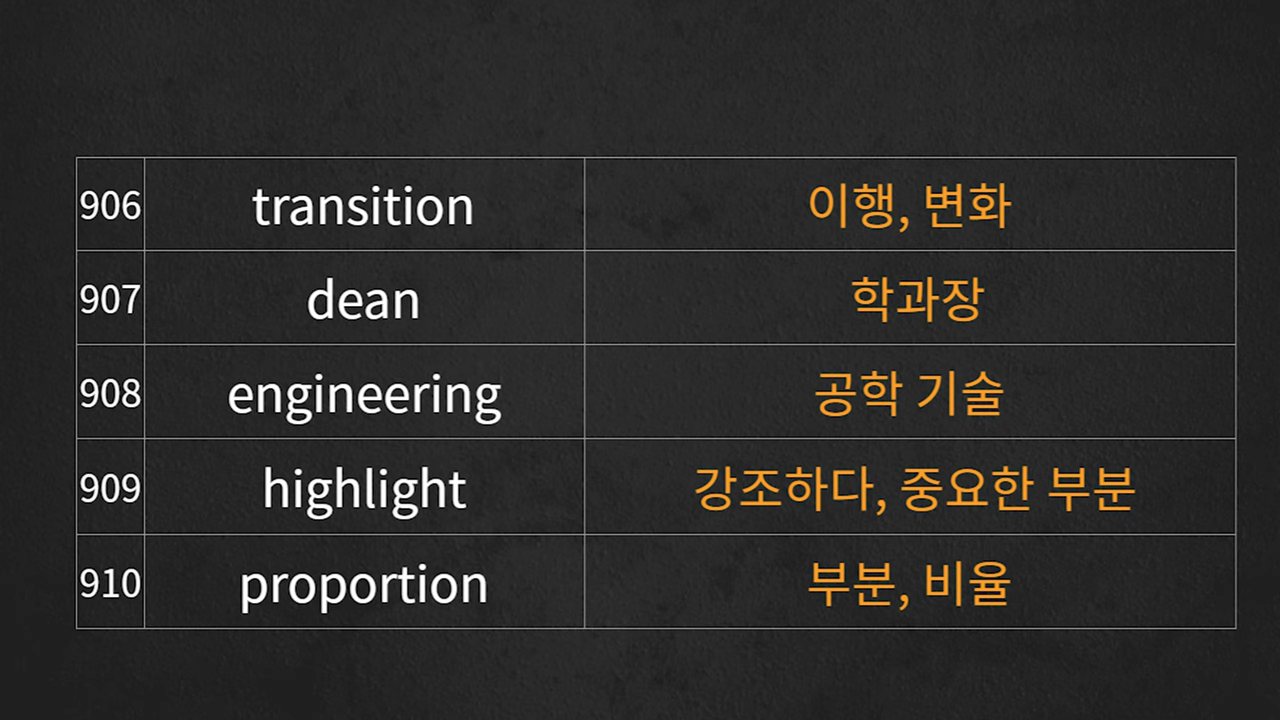 906 transition 이행, 변화
907 dean 학과장
908 engineering 공학 기술
909 highlight 강조하다, 중요한 부분
910 proportion 부분, 비율